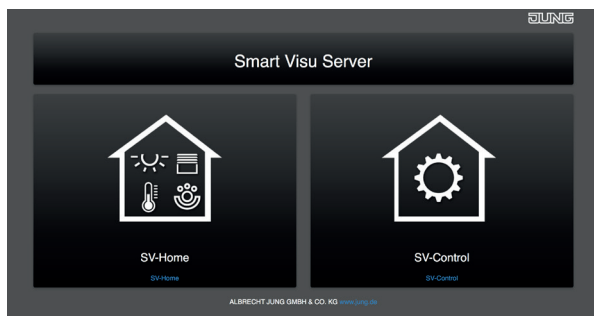 JUNG
Smart Visu Server
SV-Home
SV-Home
SV-Control
SV-Control
ALBRECHT JUNG GMBH & CO. KG www.jung.de